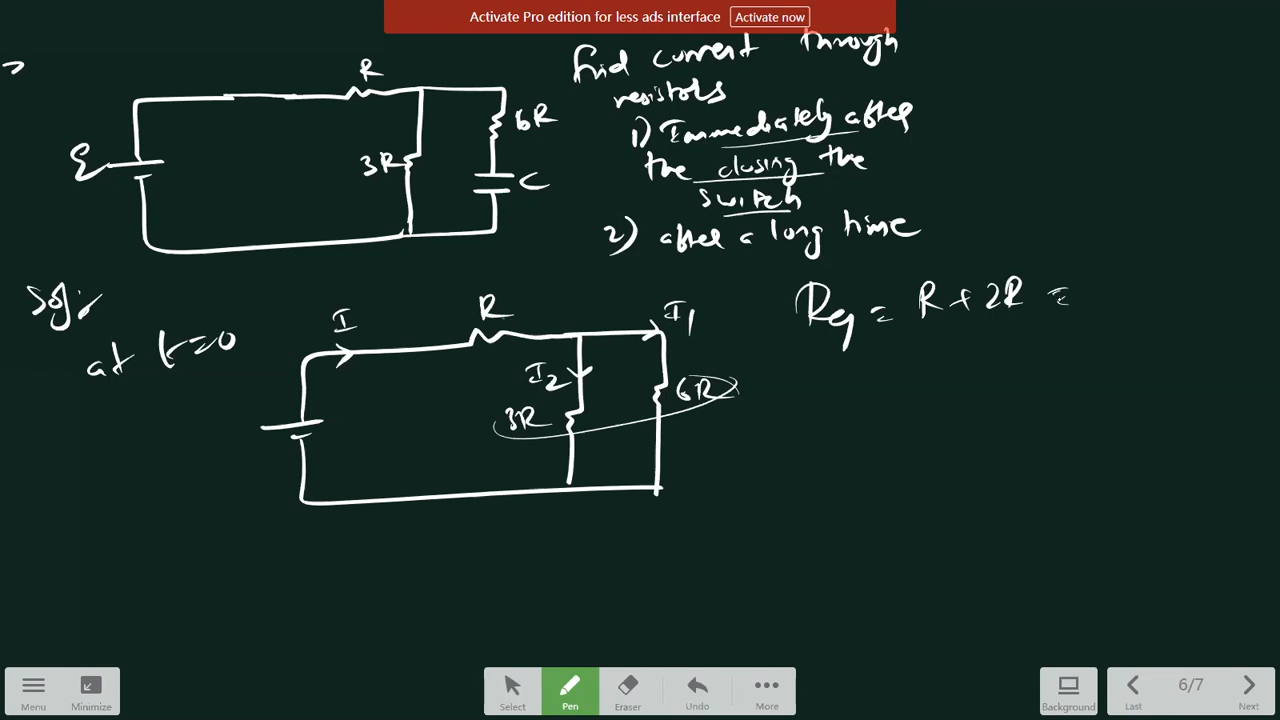 Activate Pro edition for less ads interface Activate now
find current through
resistors
1) Immediately after
the closing the
switch
2) after a long time
R
6R
3R
C
ℰ
Soln
at t=0
I
R
I1
I2
3R
6R
Req = R + 2R =
Menu Minimize Select Pen Eraser Undo More Background Last 6/7 Next